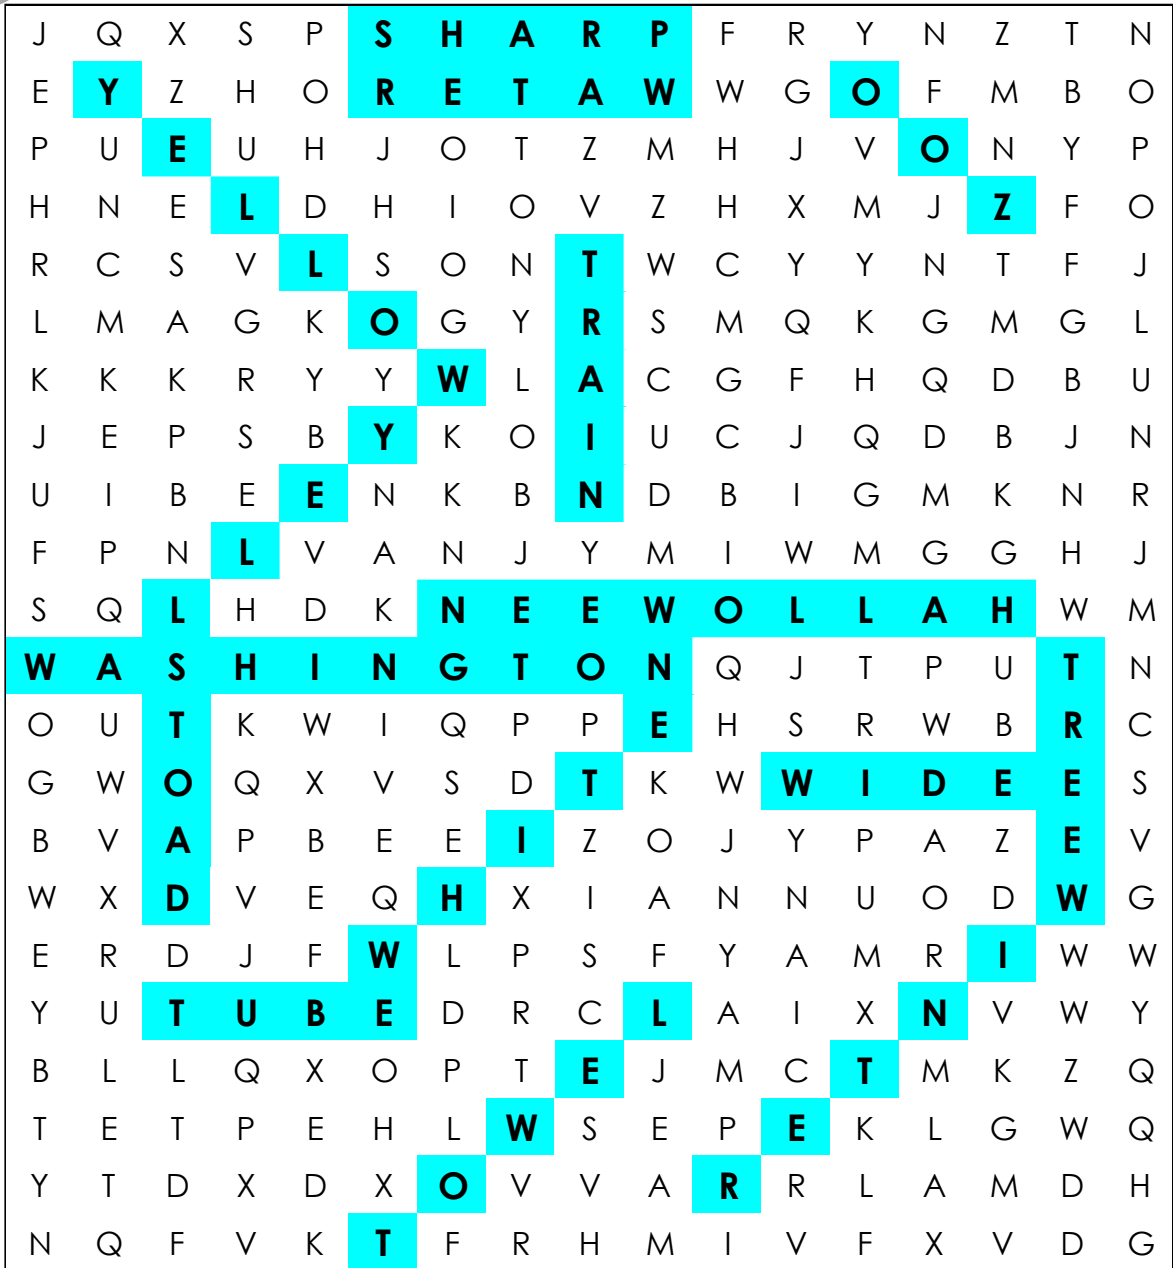 J Q X S P S H A R P F R Y N Z T N
E Y Z H O R E T A W W G O F M B O
P U E U H J O T Z M H J V O N Y P
H N E L D H I O V Z H X M J Z F O
R C S V L S O N T W C Y Y N T F J
L M A G K O G Y R S M Q K G M G L
K K K R Y Y W L A C G F H Q D B U
J E P S B Y K O I U C J Q D B J N
U I B E E N K B N D B I G M K N R
F P N L V A N J Y M I W M G G H J
S Q L H D K N E E W O L L A H W M
W A S H I N G T O N Q J T P U T N
O U T K W I Q P P E H S R W B R C
G W O Q X V S D T K W W I D E E S
B V A P B E E I Z O J Y P A Z E V
W X D V E Q H X I A N N U O D W G
E R D J F W L P S F Y A M R I W W
Y U T U B E D R C L A I X N V W Y
B L L Q X O P T E J M C T M K Z Q
T E T P E H L W S E P E K L G W Q
Y T D X D X O V V A R R L A M D H
N Q F V K T F R H M I V F X V D G